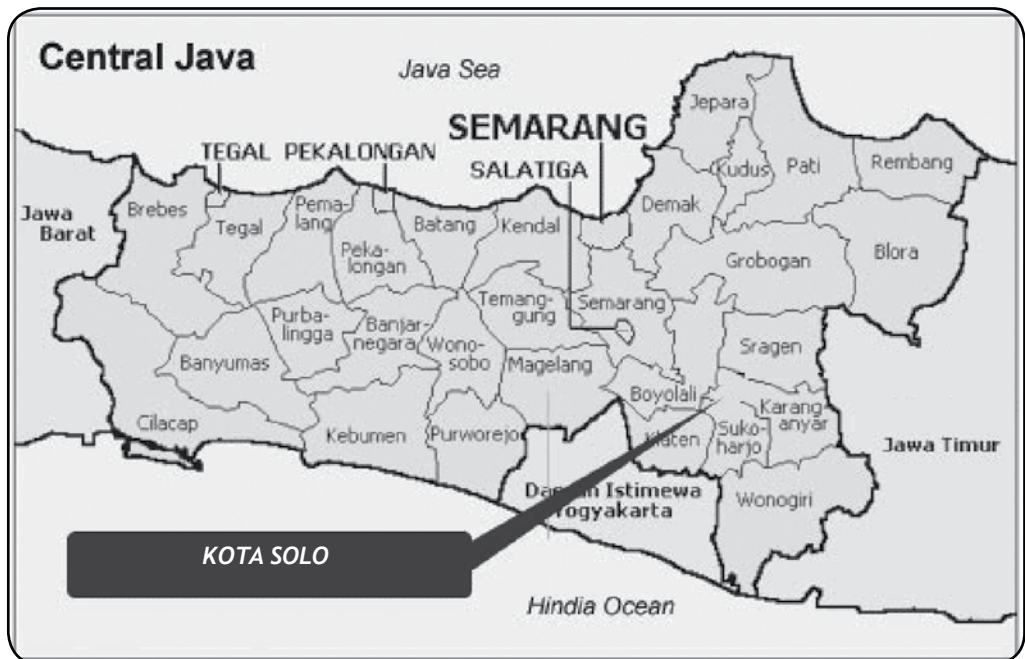 Central Java
Java Sea
SEMARANG
TEGAL PEKALONGAN
SALATIGA
Jepara
Kudus
Pati
Rembang
Jawa
Barat
Brebes
Tegal
Pema-
lang
Peka-
longan
Batang
Kendal
Demak
Grobogan
Blora
Purba-
lingga
Banjar-
negara
Wono-
sobo
Temang-
gung
Semarang
Sragen
Banyumas
Magelang
Boyolali
Karang-
anyar
Cilacap
Kebumen
Purworejo
Klaten
Suko-
harjo
Jawa Timur
Istimewa
Yogyakarta
Wonogiri
KOTA SOLO
Hindia Ocean